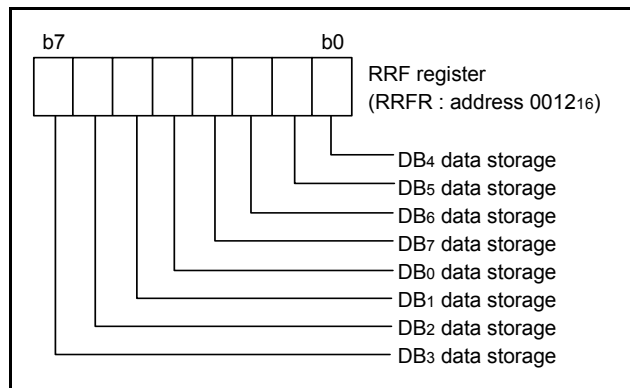 b7 b0
RRF register
(RRFR : address 0012₁₆)
DB₄ data storage
DB₅ data storage
DB₆ data storage
DB₇ data storage
DB₀ data storage
DB₁ data storage
DB₂ data storage
DB₃ data storage